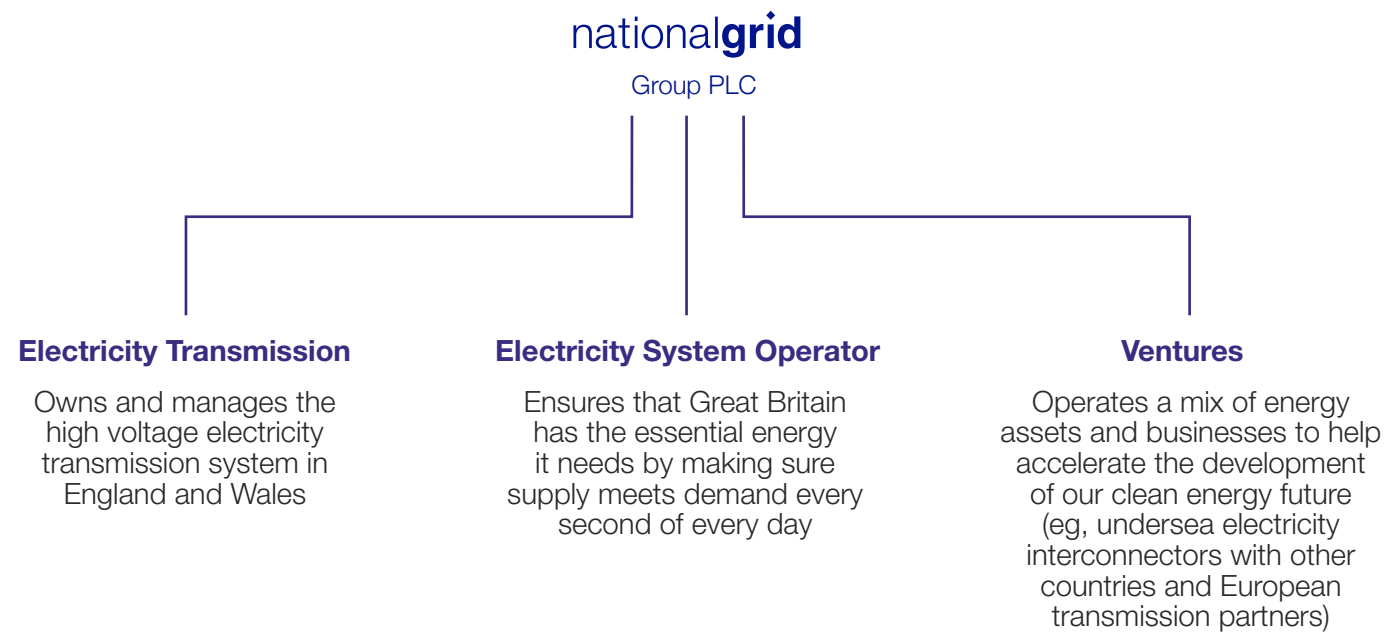 nationalgrid
Group PLC
Electricity Transmission
Owns and manages the
high voltage electricity
transmission system in
England and Wales
Electricity System Operator
Ensures that Great Britain
has the essential energy
it needs by making sure
supply meets demand every
second of every day
Ventures
Operates a mix of energy
assets and businesses to help
accelerate the development
of our clean energy future
(eg, undersea electricity
interconnectors with other
countries and European
transmission partners)